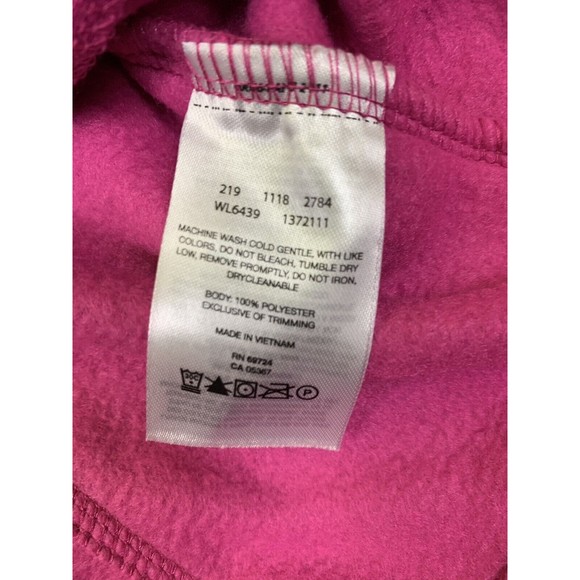 219 1118 2784
WL6439 1372111
MACHINE WASH COLD GENTLE, WITH LIKE
COLORS, DO NOT BLEACH, TUMBLE DRY
LOW, REMOVE PROMPTLY, DO NOT IRON,
DRYCLEANABLE
BODY: 100% POLYESTER
EXCLUSIVE OF TRIMMING
MADE IN VIETNAM
RN 69724
CA 05367
P